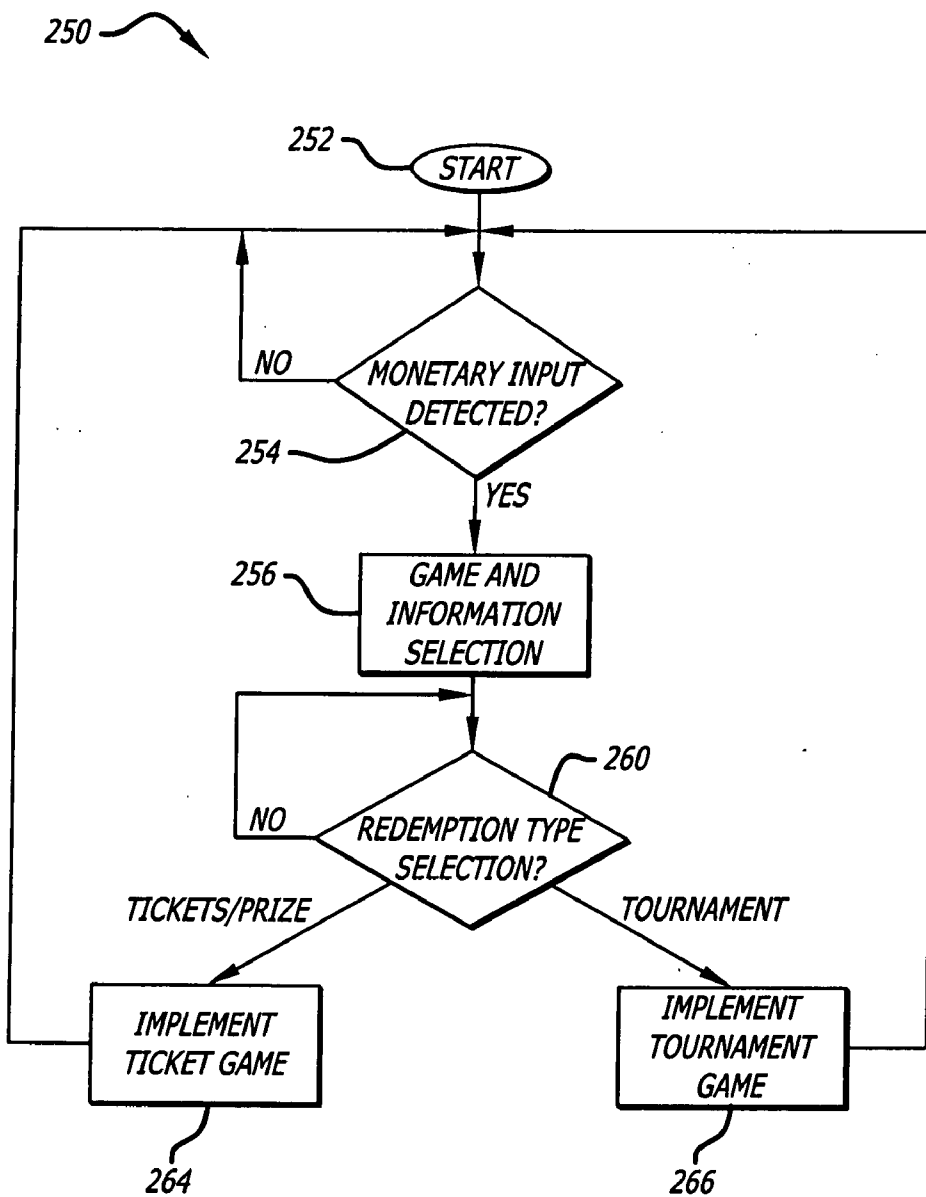 250
252
START
NO
MONETARY INPUT
DETECTED?
254
YES
256
GAME AND
INFORMATION
SELECTION
260
NO
REDEMPTION TYPE
SELECTION?
TICKETS/PRIZE
TOURNAMENT
IMPLEMENT
TICKET GAME
IMPLEMENT
TOURNAMENT
GAME
264
266